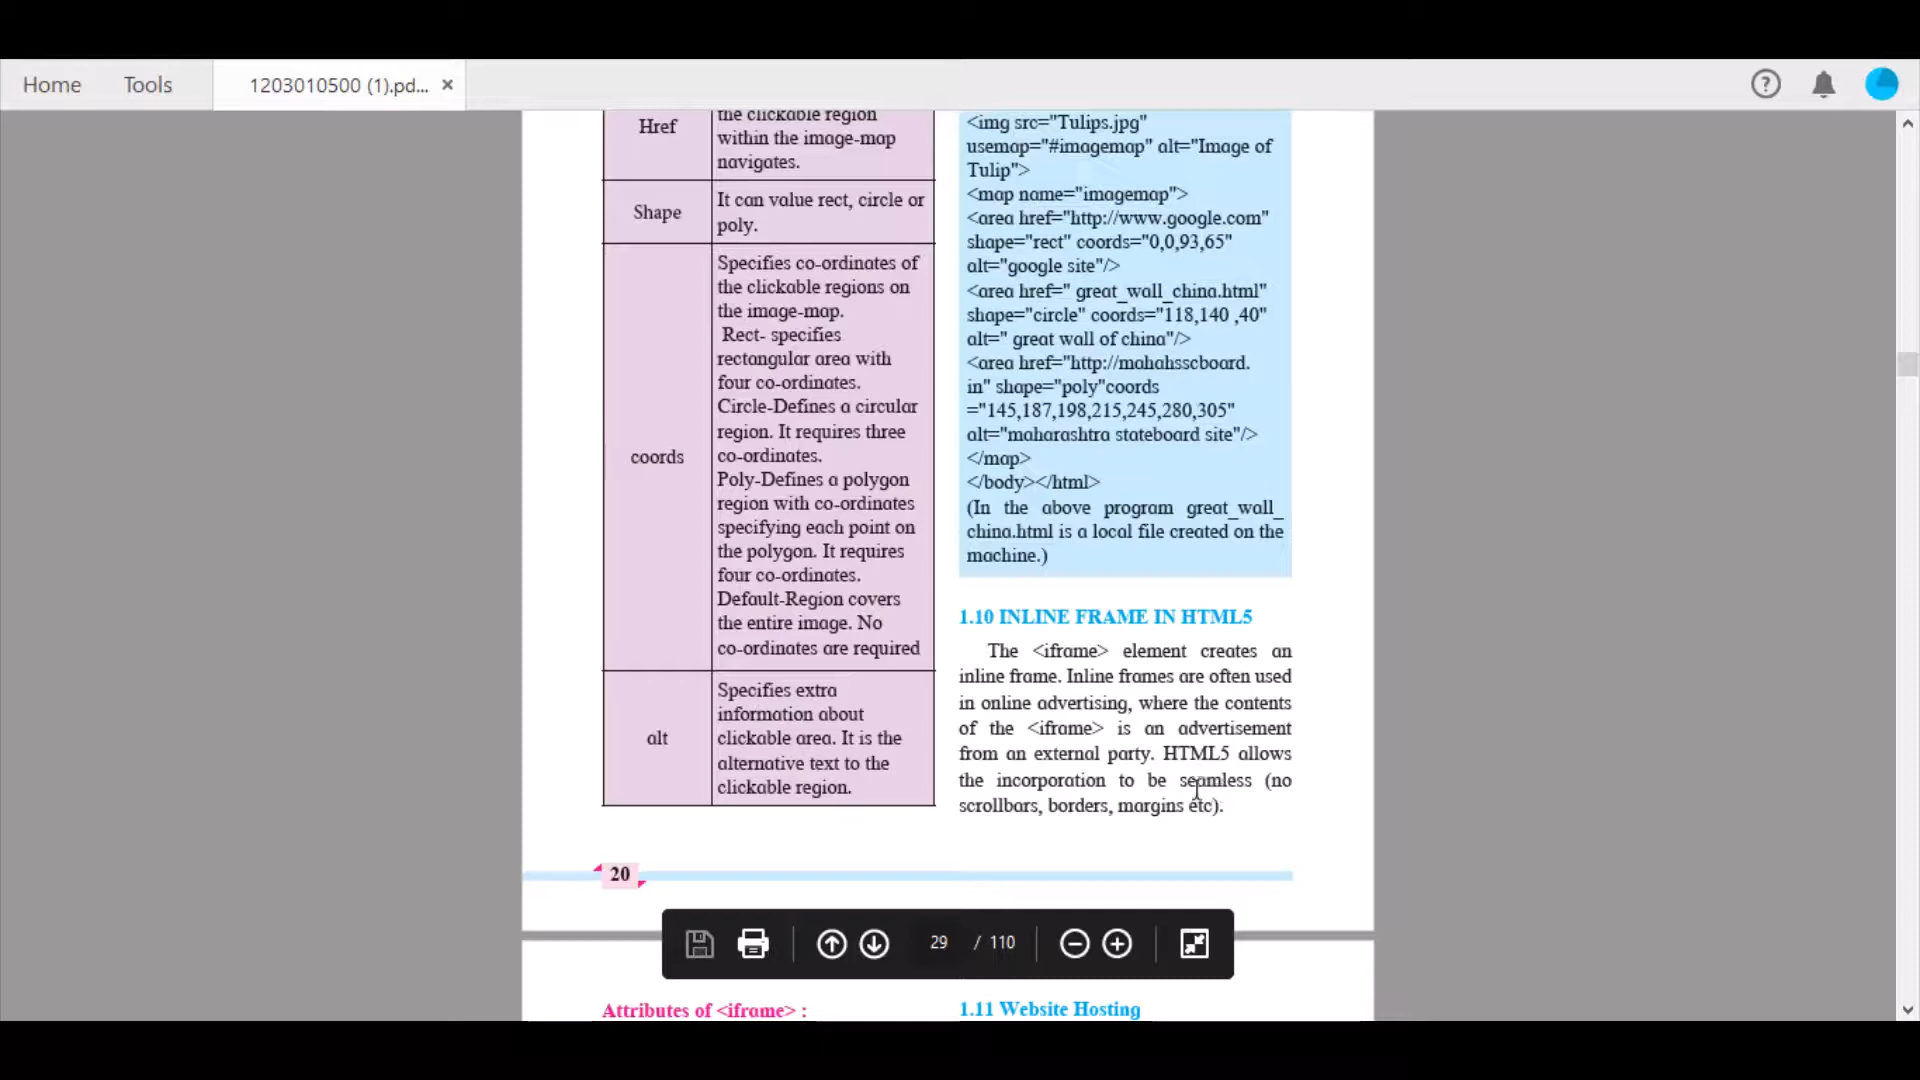 Home
Tools
1203010500 (1).pd...
Href
the clickable region
within the image-map
navigates.
Shape
It can value rect, circle or
poly.
coords
Specifies co-ordinates of
the clickable regions on
the image-map.
Rect- specifies
rectangular area with
four co-ordinates.
Circle-Defines a circular
region. It requires three
co-ordinates.
Poly-Defines a polygon
region with co-ordinates
specifying each point on
the polygon. It requires
four co-ordinates.
Default-Region covers
the entire image. No
co-ordinates are required
alt
Specifies extra
information about
clickable area. It is the
alternative text to the
clickable region.
<img src="Tulips.jpg"
usemap="#imagemap" alt="Image of
Tulip">
<map name="imagemap">
<area href="http://www.google.com"
shape="rect" coords="0,0,93,65"
alt="google site"/>
<area href=" great_wall_china.html"
shape="circle" coords="118,140 ,40"
alt=" great wall of china"/>
<area href="http://mahahsscboard.
in" shape="poly"coords
="145,187,198,215,245,280,305"
alt="maharashtra stateboard site"/>
</map>
</body></html>
(In the above program great_wall_
china.html is a local file created on the
machine.)
1.10 INLINE FRAME IN HTML5
The <iframe> element creates an
inline frame. Inline frames are often used
in online advertising, where the contents
of the <iframe> is an advertisement
from an external party. HTML5 allows
the incorporation to be seamless (no
scrollbars, borders, margins etc).
20
29 / 110
Attributes of <iframe> :
1.11 Website Hosting